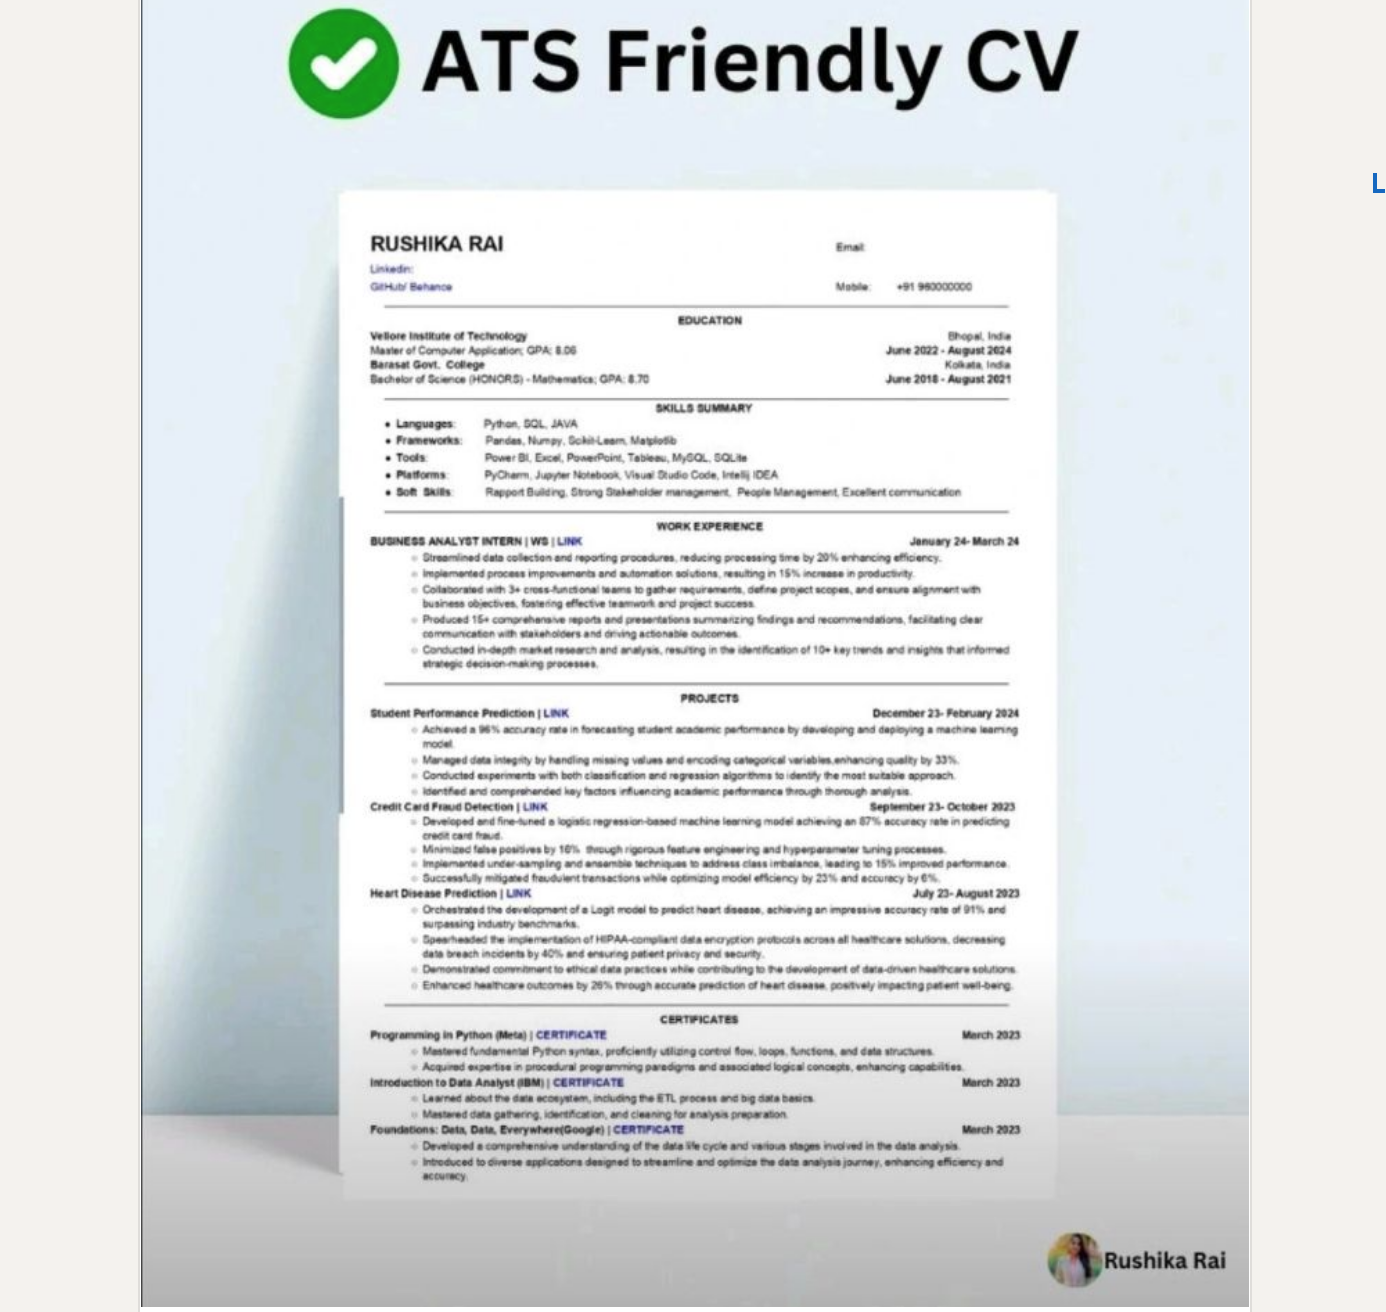 ATS Friendly CV
L
RUSHIKA RAI
Email:
Linkedin:
GitHub/ Behance
Mobile: +91 960000000
EDUCATION
Vellore Institute of Technology Bhopal, India
Master of Computer Application; GPA: 8.06 June 2022 - August 2024
Barasat Govt. College Kolkata, India
Bachelor of Science (HONORS) - Mathematics; GPA: 8.70 June 2018 - August 2021
SKILLS SUMMARY
• Languages: Python, SQL, JAVA
• Frameworks: Pandas, Numpy, Scikit-Learn, Matplotlib
• Tools: Power BI, Excel, PowerPoint, Tableau, MySQL, SQLite
• Platforms: PyCharm, Jupyter Notebook, Visual Studio Code, Intellij IDEA
• Soft Skills: Rapport Building, Strong Stakeholder management, People Management, Excellent communication
WORK EXPERIENCE
BUSINESS ANALYST INTERN | WS | LINK January 24- March 24
○ Streamlined data collection and reporting procedures, reducing processing time by 20% enhancing efficiency.
○ Implemented process improvements and automation solutions, resulting in 15% increase in productivity.
○ Collaborated with 3+ cross-functional teams to gather requirements, define project scopes, and ensure alignment with
business objectives, fostering effective teamwork and project success.
○ Produced 15+ comprehensive reports and presentations summarizing findings and recommendations, facilitating clear
communication with stakeholders and driving actionable outcomes.
○ Conducted in-depth market research and analysis, resulting in the identification of 10+ key trends and insights that informed
strategic decision-making processes.
PROJECTS
Student Performance Prediction | LINK December 23- February 2024
○ Achieved a 96% accuracy rate in forecasting student academic performance by developing and deploying a machine learning
model.
○ Managed data integrity by handling missing values and encoding categorical variables,enhancing quality by 33%.
○ Conducted experiments with both classification and regression algorithms to identify the most suitable approach.
○ Identified and comprehended key factors influencing academic performance through thorough analysis.
Credit Card Fraud Detection | LINK September 23- October 2023
○ Developed and fine-tuned a logistic regression-based machine learning model achieving an 87% accuracy rate in predicting
credit card fraud.
○ Minimized false positives by 16% through rigorous feature engineering and hyperparameter tuning processes.
○ Implemented under-sampling and ensemble techniques to address class imbalance, leading to 15% improved performance.
○ Successfully mitigated fraudulent transactions while optimizing model efficiency by 23% and accuracy by 6%.
Heart Disease Prediction | LINK July 23- August 2023
○ Orchestrated the development of a Logit model to predict heart disease, achieving an impressive accuracy rate of 91% and
surpassing industry benchmarks.
○ Spearheaded the implementation of HIPAA-compliant data encryption protocols across all healthcare solutions, decreasing
data breach incidents by 40% and ensuring patient privacy and security.
○ Demonstrated commitment to ethical data practices while contributing to the development of data-driven healthcare solutions.
○ Enhanced healthcare outcomes by 26% through accurate prediction of heart disease, positively impacting patient well-being.
CERTIFICATES
Programming in Python (Meta) | CERTIFICATE March 2023
○ Mastered fundamental Python syntax, proficiently utilizing control flow, loops, functions, and data structures.
○ Acquired expertise in procedural programming paradigms and associated logical concepts, enhancing capabilities.
Introduction to Data Analyst (IBM) | CERTIFICATE March 2023
○ Learned about the data ecosystem, including the ETL process and big data basics.
○ Mastered data gathering, identification, and cleaning for analysis preparation.
Foundations: Data, Data, Everywhere(Google) | CERTIFICATE March 2023
○ Developed a comprehensive understanding of the data life cycle and various stages involved in the data analysis.
○ Introduced to diverse applications designed to streamline and optimize the data analysis journey, enhancing efficiency and
accuracy.
Rushika Rai